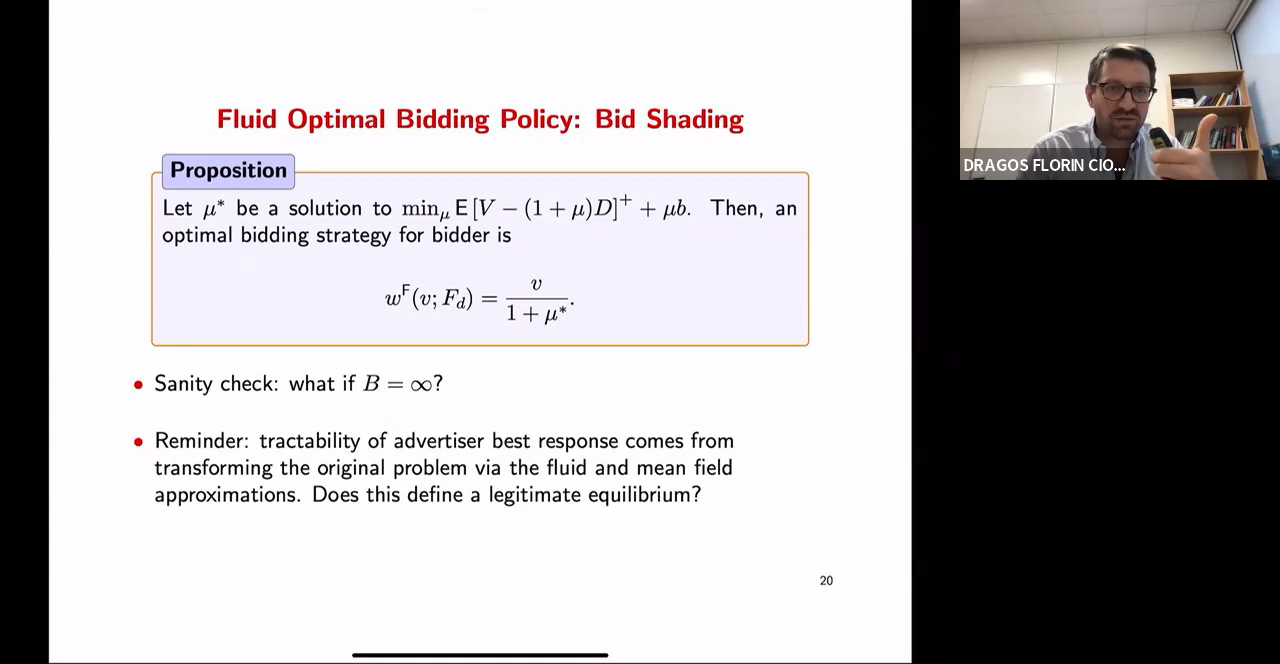 Fluid Optimal Bidding Policy: Bid Shading
Proposition
Let μ* be a solution to min_μ E[V − (1 + μ)D]⁺ + μb. Then, an
optimal bidding strategy for bidder is
w^F(v; F_d) = v / (1 + μ*).
• Sanity check: what if B = ∞?
• Reminder: tractability of advertiser best response comes from
transforming the original problem via the fluid and mean field
approximations. Does this define a legitimate equilibrium?
20
DRAGOS FLORIN CIO...